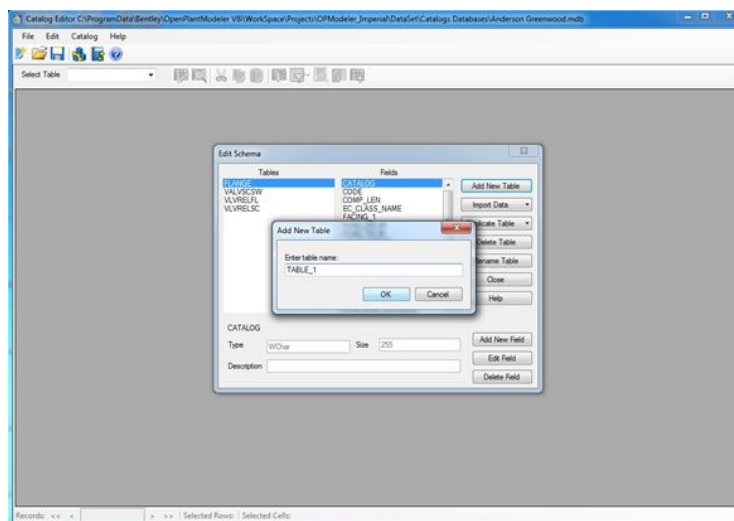 Catalog Editor C:\ProgramData\Bentley\OpenPlantModeler V8i\WorkSpace\Projects\OPModeler_Imperial\DataSet\Catalogs Databases\Anderson Greenwood.mdb
File Edit Catalog Help
Select Table
Edit Schema
Tables Fields
FLANGE CATALOG Add New Table
VALVSCSW CODE
VLVRELFL COMP_LEN Import Data
VLVRELSC EC_CLASS_NAME
FACING_1
Add New Table Table
Delete Table
Enter table name: Table
TABLE_1
Close
OK Cancel Help
CATALOG
Type WChar Size 255 Add New Field
Edit Field
Description
Delete Field
Records: << < > >> Selected Rows: Selected Cells: